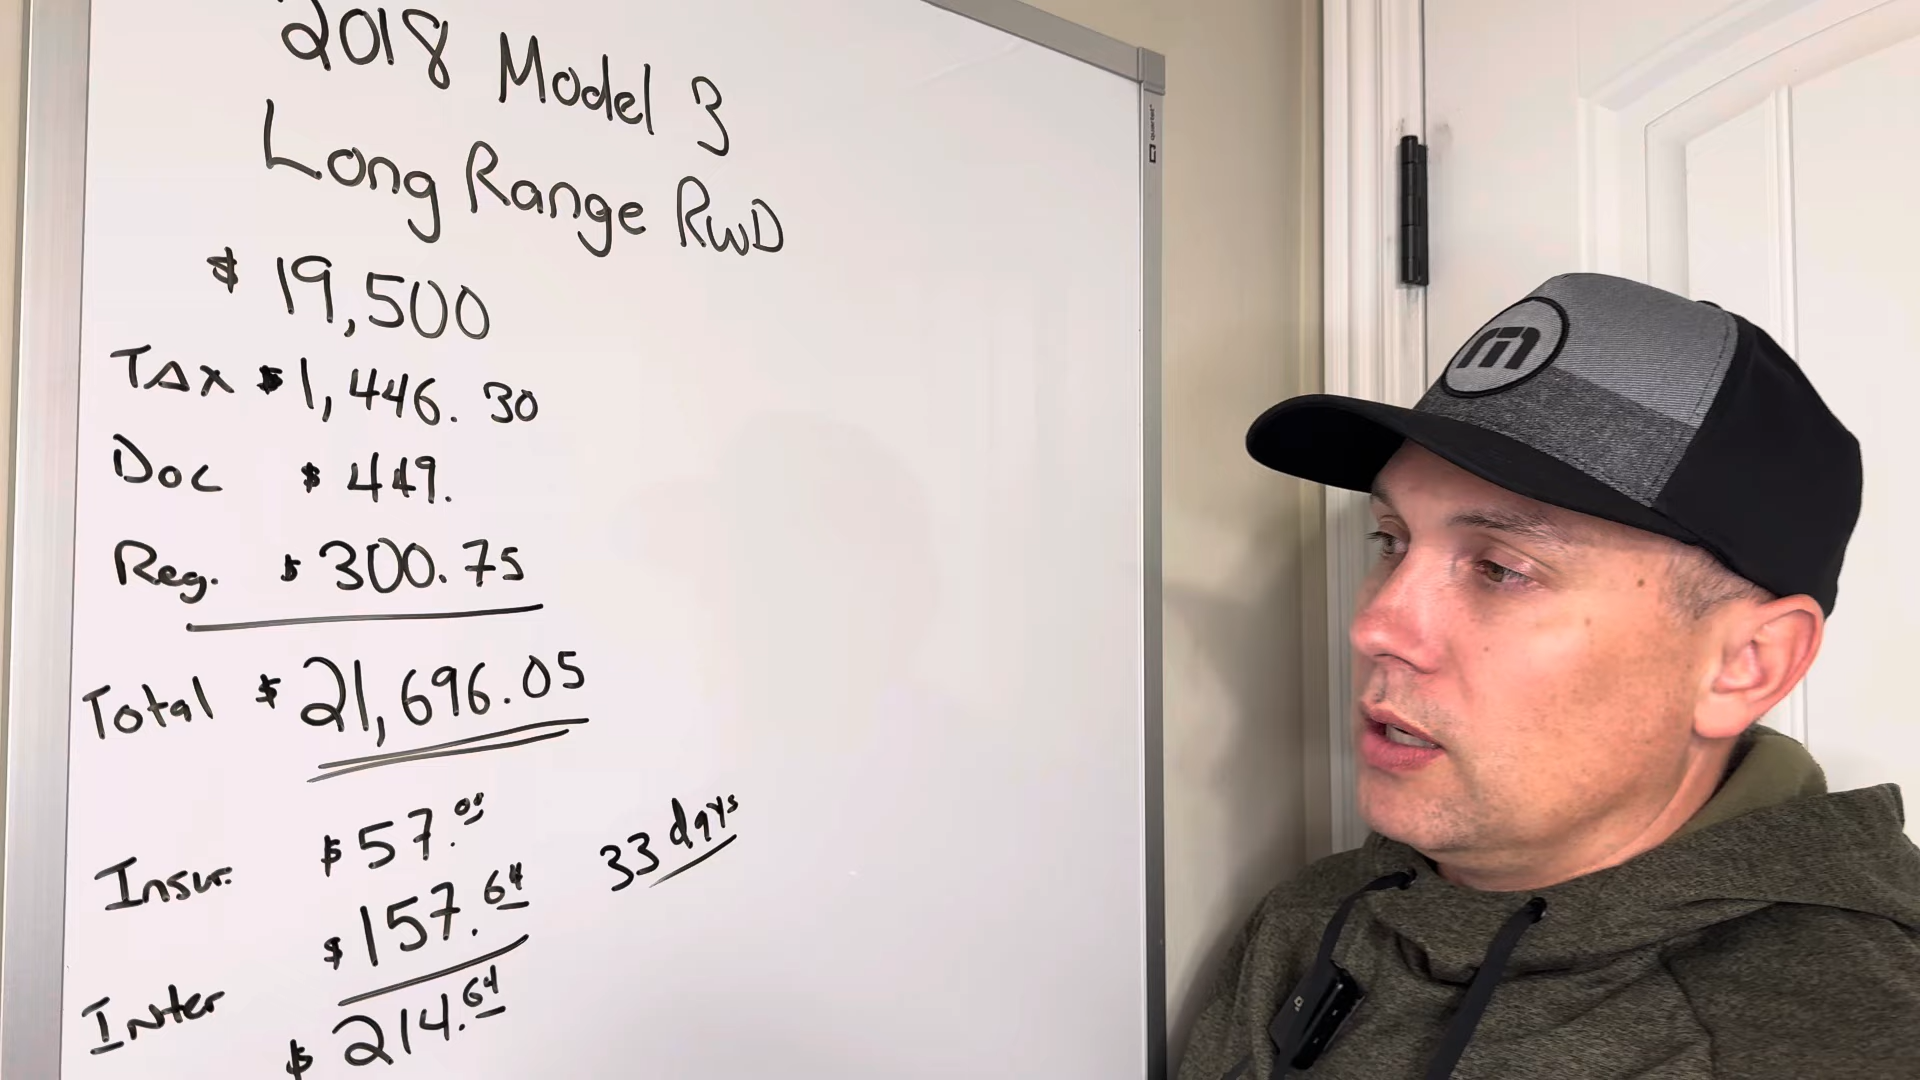 2018 Model 3
Long Range RWD
$ 19,500
TAX $1,446.30
Doc $ 449.
Reg. $ 300.75
Total $ 21,696.05
Insur. $57.00
33 days
Inter $157.64
$ 214.64
quartet
m